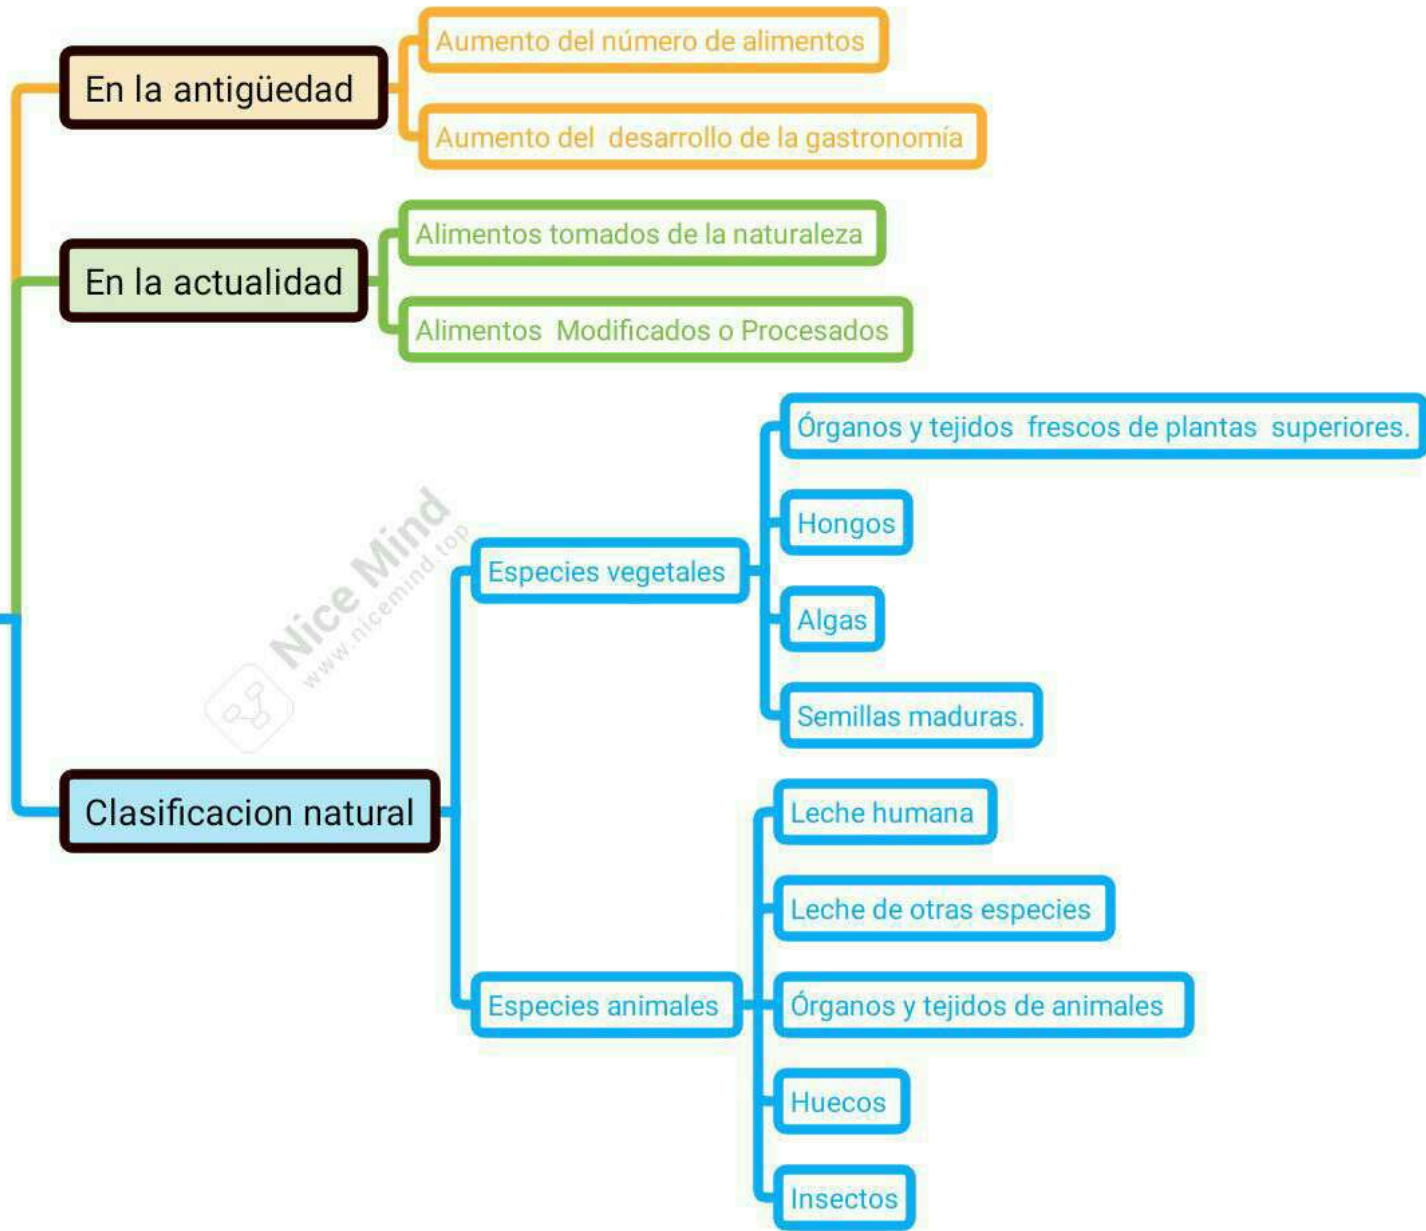 Aumento del número de alimentos
En la antigüedad
Aumento del desarrollo de la gastronomía
Alimentos tomados de la naturaleza
En la actualidad
Alimentos Modificados o Procesados
Órganos y tejidos frescos de plantas superiores.
Hongos
Especies vegetales
Algas
Semillas maduras.
Nice Mind
www.nicemind.top
Clasificacion natural
Leche humana
Leche de otras especies
Especies animales
Órganos y tejidos de animales
Huecos
Insectos